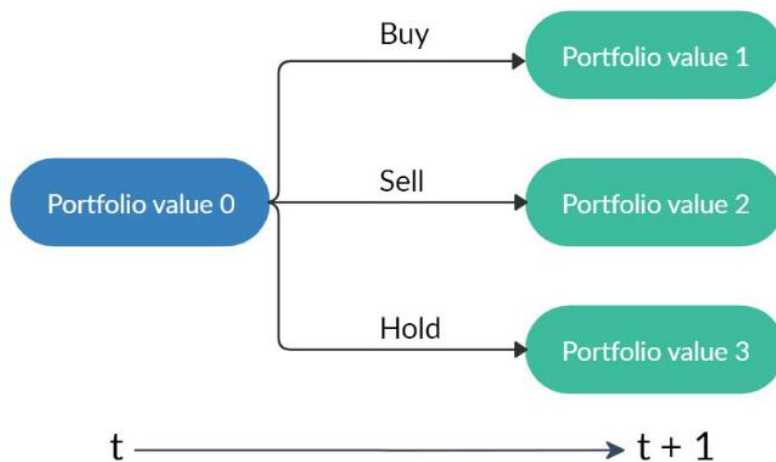 Buy
Portfolio value 1
Portfolio value 0
Sell
Portfolio value 2
Hold
Portfolio value 3
t
t + 1